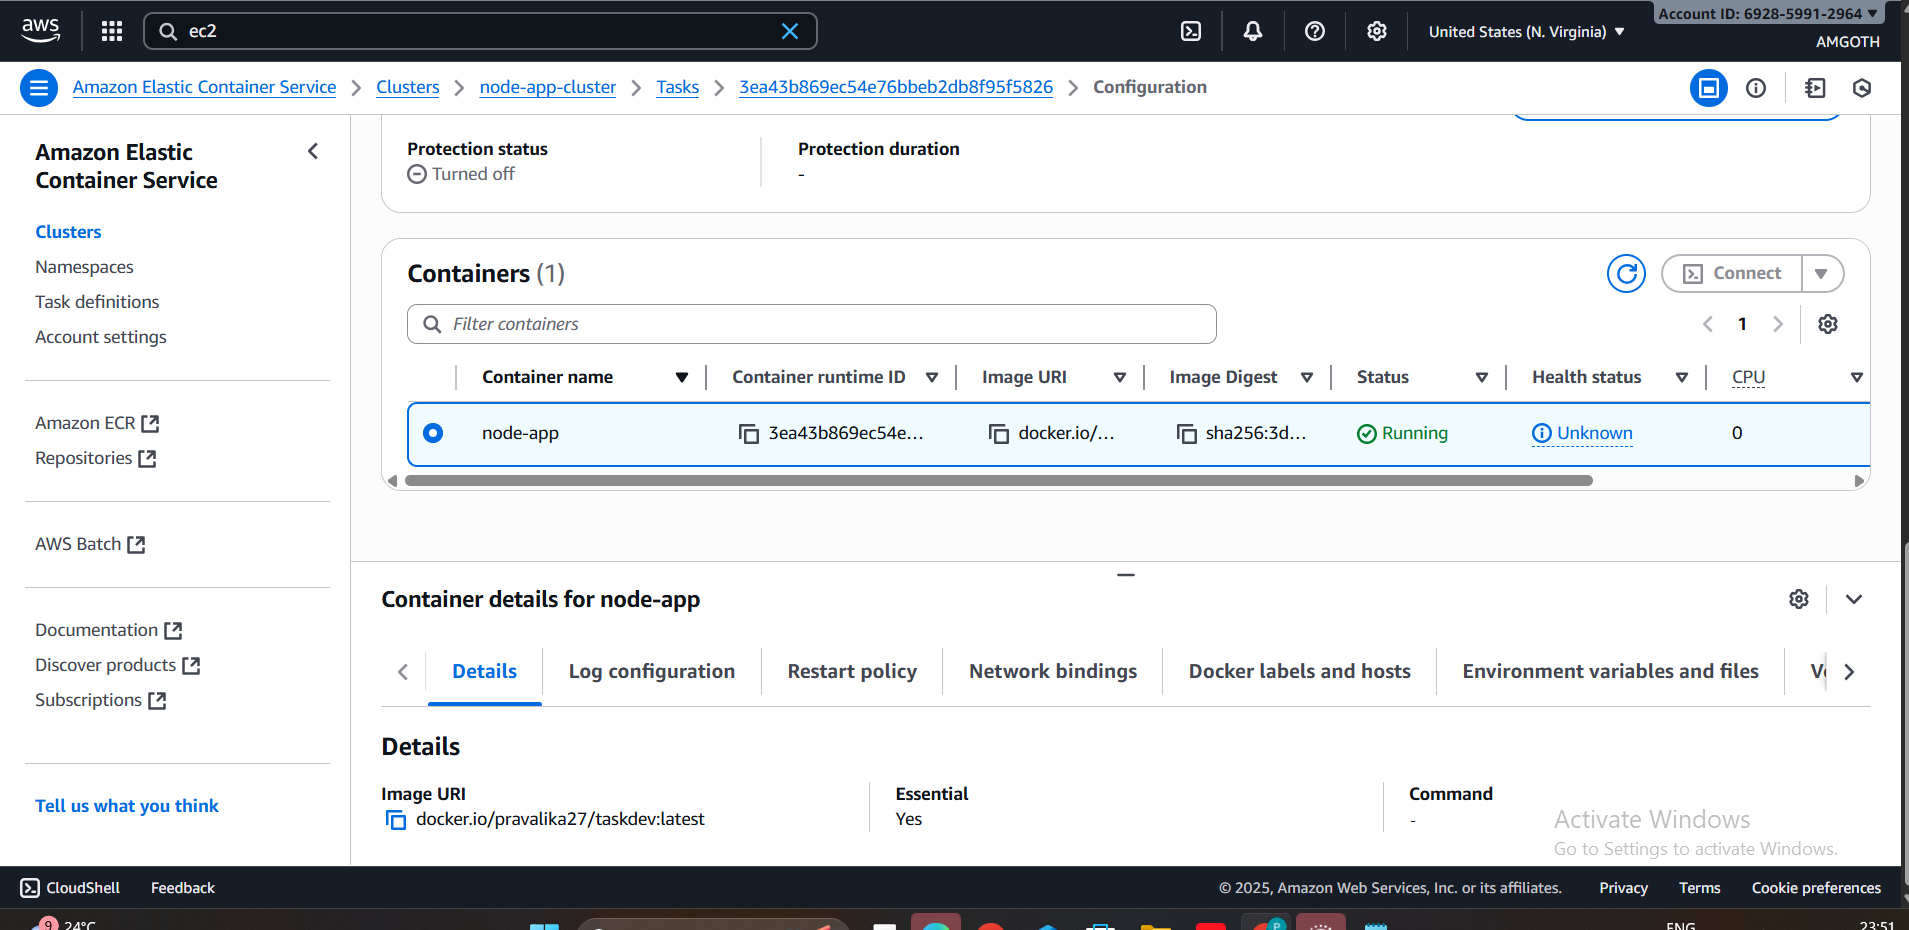 aws
ec2
United States (N. Virginia)
Account ID: 6928-5991-2964
AMGOTH
Amazon Elastic Container Service
Clusters
node-app-cluster
Tasks
3ea43b869ec54e76bbeb2db8f95f5826
Configuration
Amazon Elastic
Container Service
Clusters
Namespaces
Task definitions
Account settings
Amazon ECR
Repositories
AWS Batch
Documentation
Discover products
Subscriptions
Tell us what you think
Protection status
Turned off
Protection duration
-
Containers (1)
Connect
Filter containers
1
Container name
Container runtime ID
Image URI
Image Digest
Status
Health status
CPU
node-app
3ea43b869ec54e...
docker.io/...
sha256:3d...
Running
Unknown
0
Container details for node-app
Details
Log configuration
Restart policy
Network bindings
Docker labels and hosts
Environment variables and files
Details
Image URI
docker.io/pravalika27/taskdev:latest
Essential
Yes
Command
-
Activate Windows
Go to Settings to activate Windows.
CloudShell
Feedback
© 2025, Amazon Web Services, Inc. or its affiliates.
Privacy
Terms
Cookie preferences
9
24°C
P
ENG
23:51